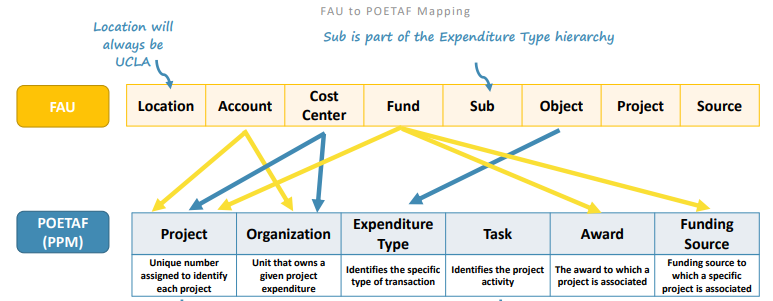 FAU to POETAF Mapping
Location will
always be
UCLA
Sub is part of the Expenditure Type hierarchy
FAU
Location
Account
Cost
Center
Fund
Sub
Object
Project
Source
POETAF
(PPM)
Project
Organization
Expenditure
Type
Task
Award
Funding
Source
Unique number
assigned to identify
each project
Unit that owns a
given project
expenditure
Identifies the specific
type of transaction
Identifies the project
activity
The award to which a
project is associated
Funding source to
which a specific
project is associated